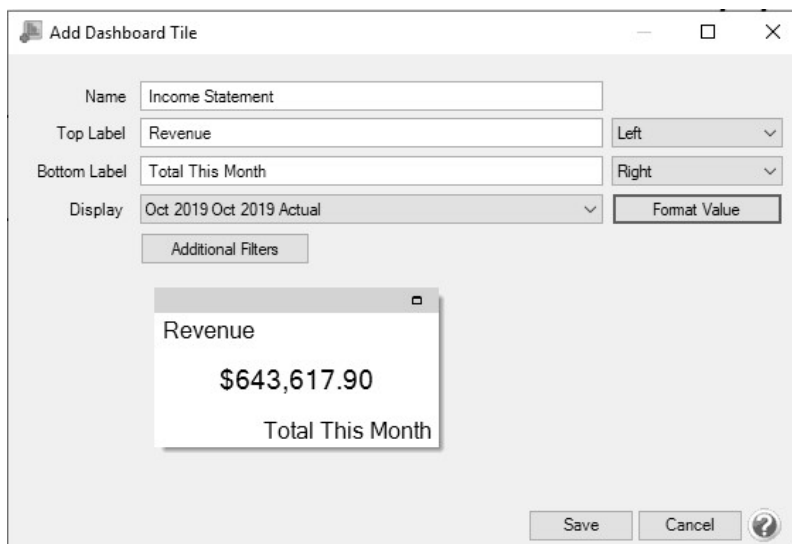 Add Dashboard Tile
Name Income Statement
Top Label Revenue Left
Bottom Label Total This Month Right
Display Oct 2019 Oct 2019 Actual Format Value
Additional Filters
Revenue
$643,617.90
Total This Month
Save Cancel ?